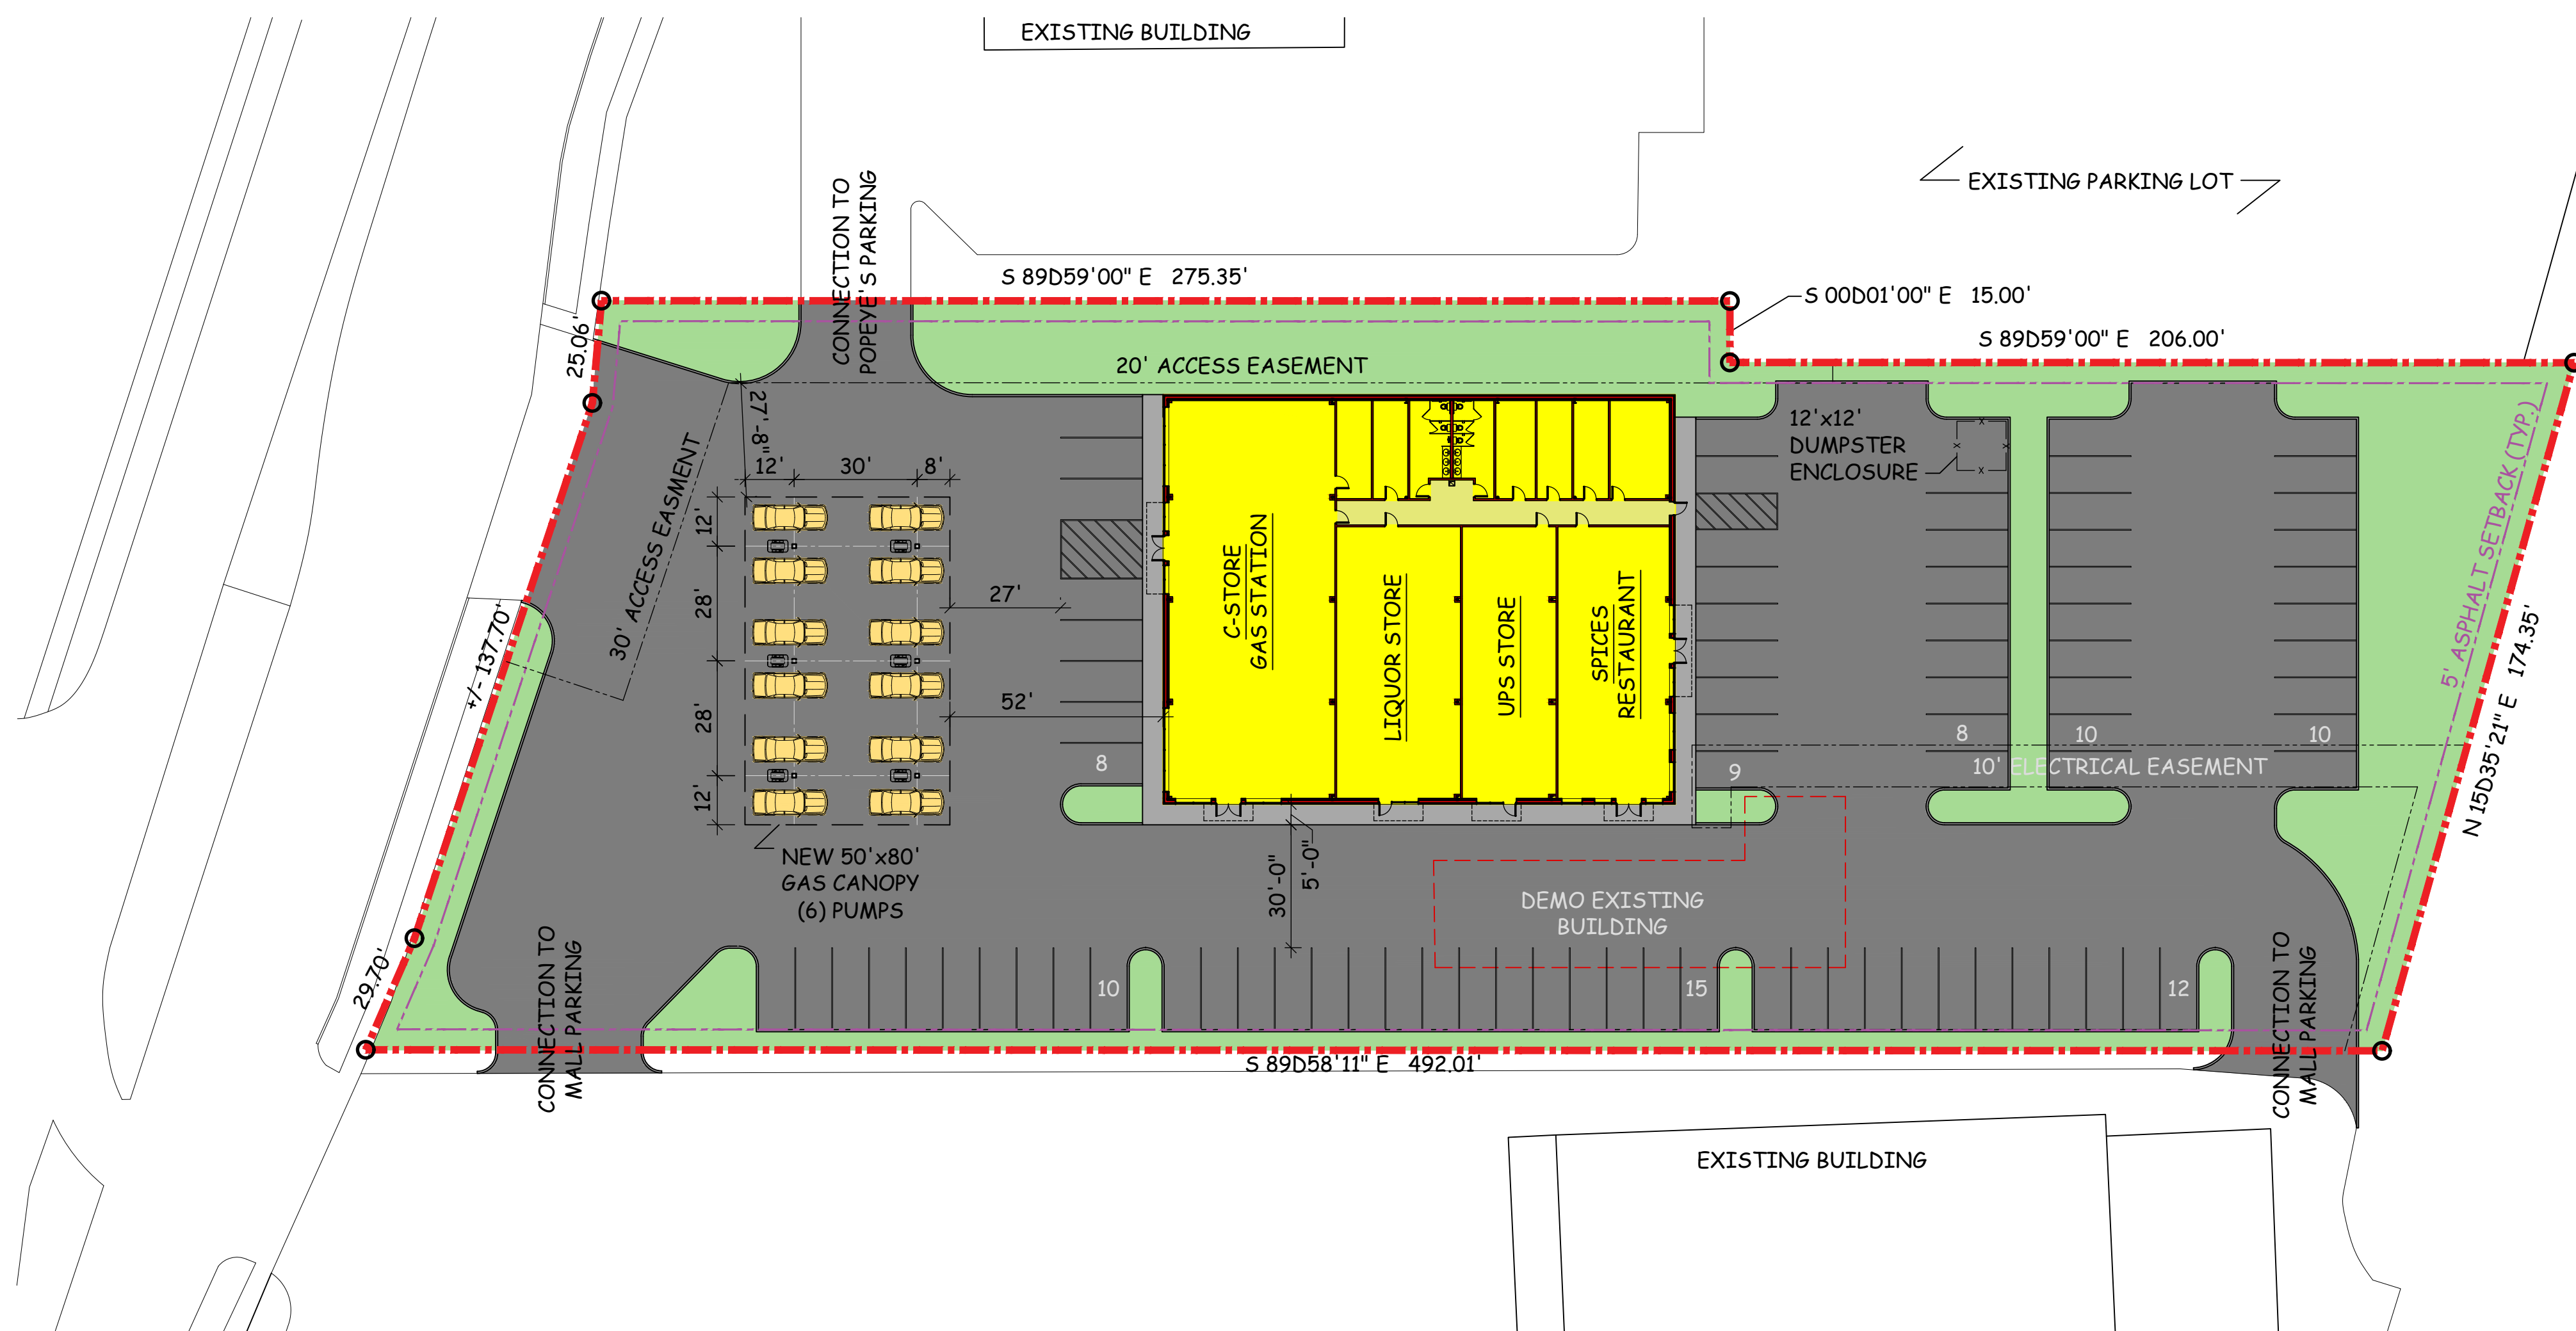 EXISTING BUILDING
CONNECTION TO
POPEYE'S PARKING
EXISTING PARKING LOT
S 89D59'00" E 275.35'
S 00D01'00" E 15.00'
S 89D59'00" E 206.00'
25.06'
20' ACCESS EASEMENT
27'-8"
12'
30'
8'
30' ACCESS EASMENT
12'
28'
28'
12'
27'
52'
+/- 137.70'
29.70'
C-STORE
GAS STATION
LIQUOR STORE
UPS STORE
SPICES
RESTAURANT
12'x12'
DUMPSTER
ENCLOSURE
5' ASPHALT SETBACK (TYP.)
N 15D35'21" E 174.35'
8
9
8
10
10
10' ELECTRICAL EASEMENT
NEW 50'x80'
GAS CANOPY
(6) PUMPS
30'-0"
5'-0"
DEMO EXISTING
BUILDING
10
15
12
CONNECTION TO
MALL PARKING
CONNECTION TO
MALL PARKING
S 89D58'11" E 492.01'
EXISTING BUILDING